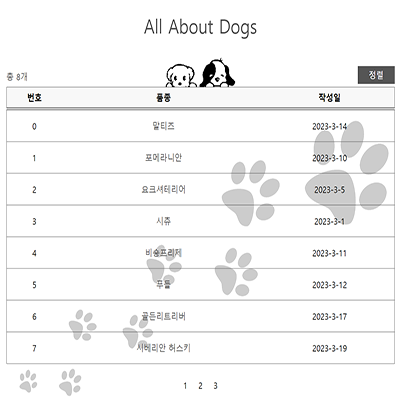 All About Dogs
총 8개
정렬
번호 품종 작성일
0 말티즈 2023-3-14
1 포메라니안 2023-3-10
2 요크셔테리어 2023-3-5
3 시츄 2023-3-1
4 비숑프리제 2023-3-11
5 푸들 2023-3-12
6 골든리트리버 2023-3-17
7 시베리안 허스키 2023-3-19
1 2 3